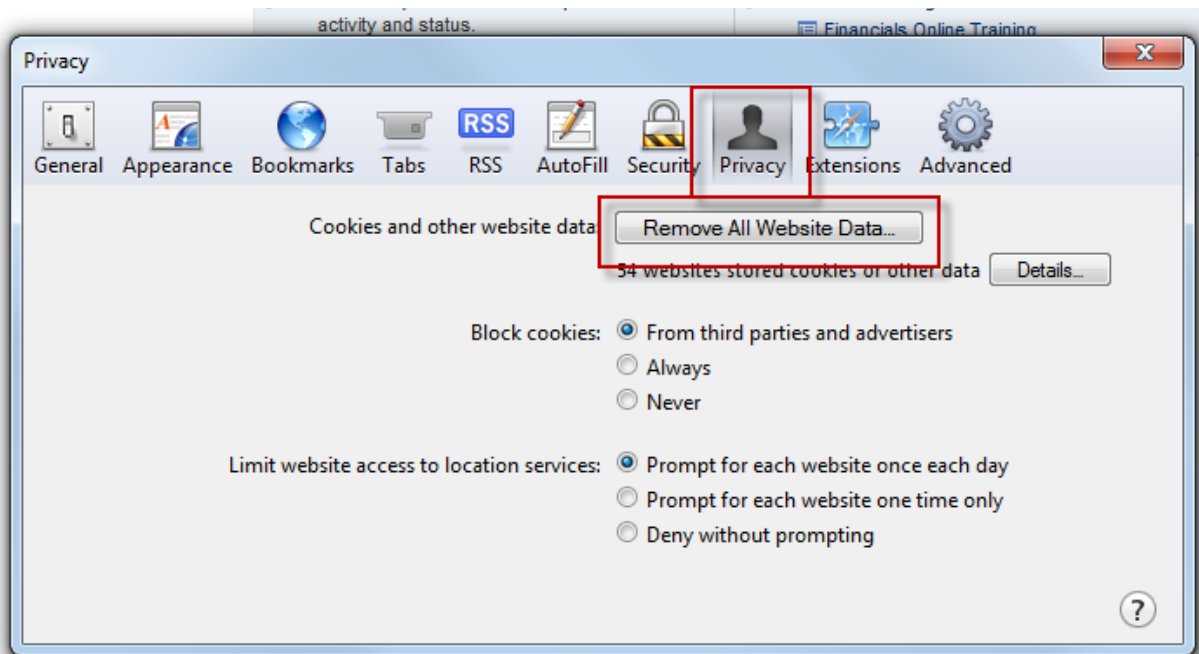 activity and status.
Financials Online Training
Privacy
General Appearance Bookmarks Tabs RSS AutoFill Security Privacy Extensions Advanced
RSS
Cookies and other website data: Remove All Website Data...
54 websites stored cookies or other data Details...
Block cookies: From third parties and advertisers
Always
Never
Limit website access to location services: Prompt for each website once each day
Prompt for each website one time only
Deny without prompting
?